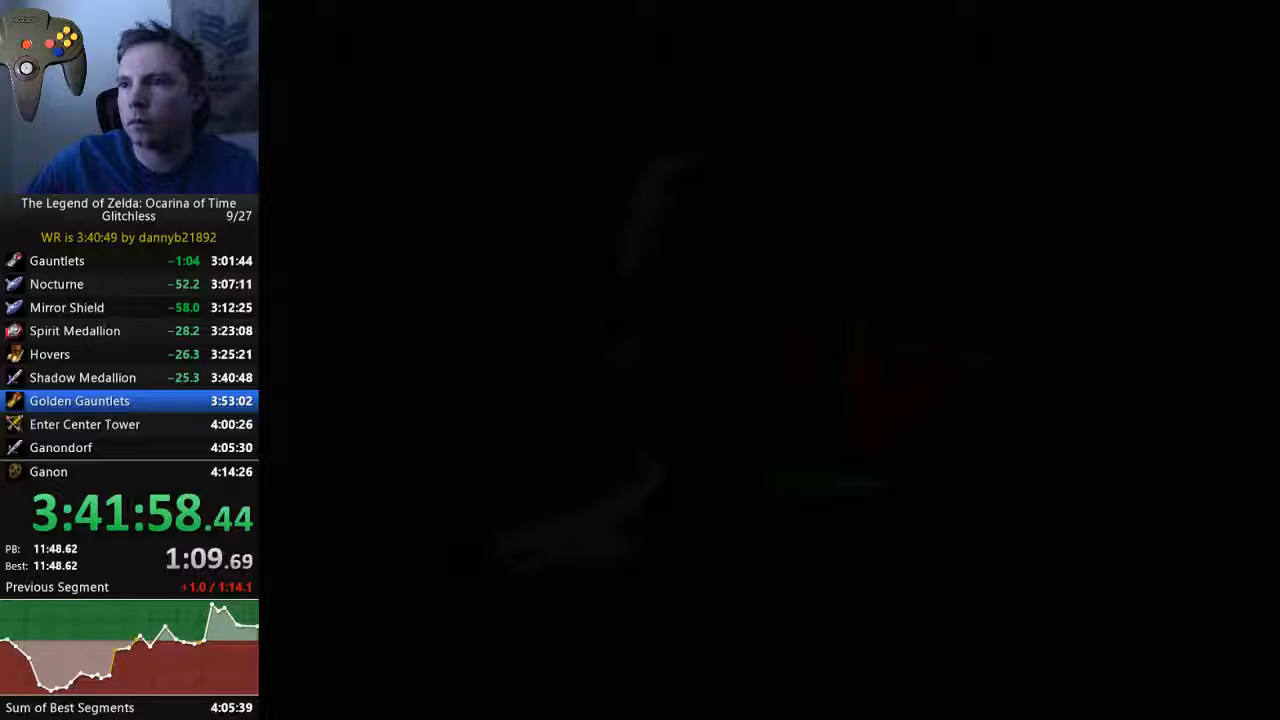 The Legend of Zelda: Ocarina of Time
Glitchless 9/27
WR is 3:40:49 by dannyb21892
Gauntlets -1:04 3:01:44
Nocturne -52.2 3:07:11
Mirror Shield -58.0 3:12:25
Spirit Medallion -28.2 3:23:08
Hovers -26.3 3:25:21
Shadow Medallion -25.3 3:40:48
Golden Gauntlets 3:53:02
Enter Center Tower 4:00:26
Ganondorf 4:05:30
Ganon 4:14:26
3:41:58.44
PB: 11:48.62
Best: 11:48.62
1:09.69
Previous Segment +1.0 / 1:14.1
Sum of Best Segments 4:05:39